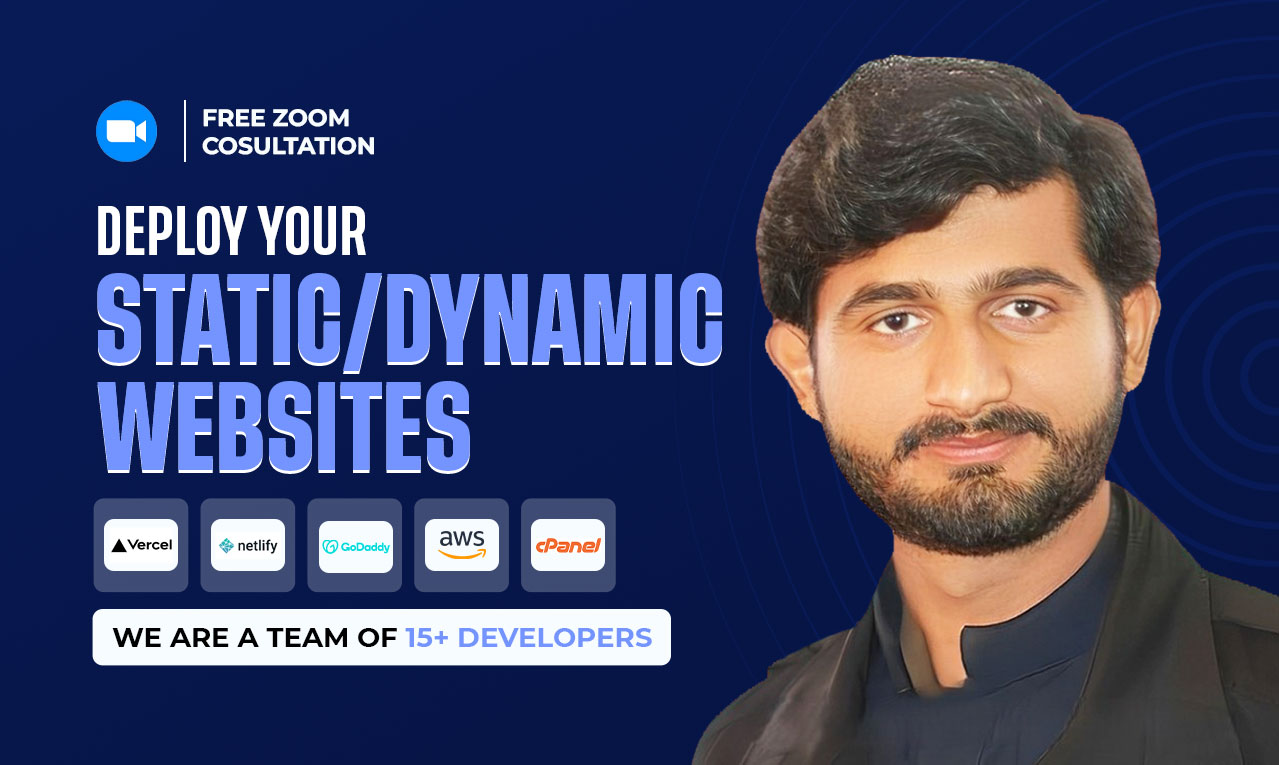 FREE ZOOM
COSULTATION
DEPLOY YOUR
STATIC/DYNAMIC
WEBSITES
Vercel
netlify
GoDaddy
aws
cPanel
WE ARE A TEAM OF 15+ DEVELOPERS